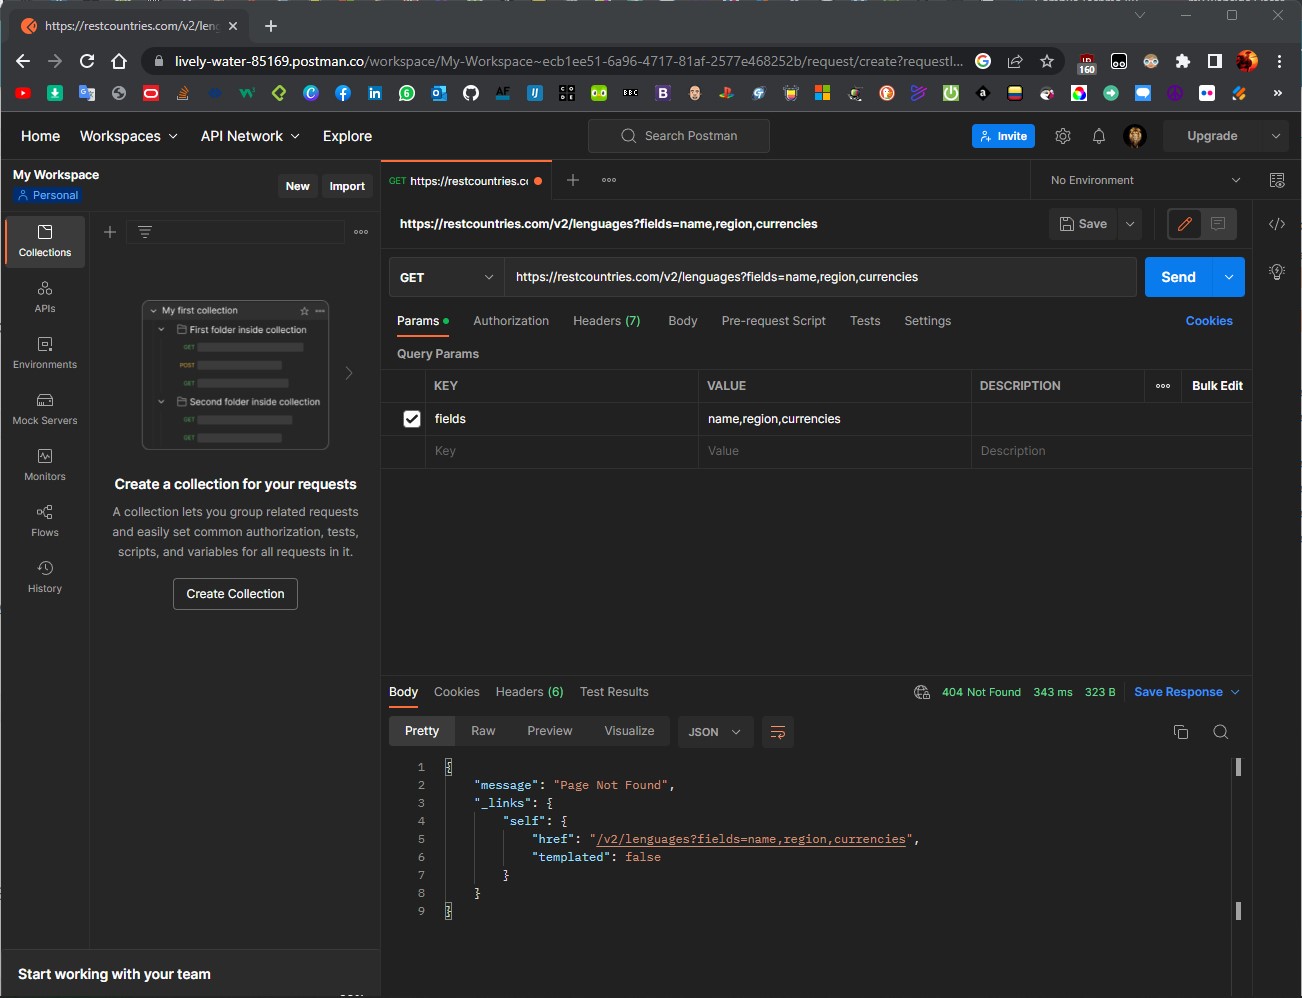 https://restcountries.com/v2/leng
lively-water-85169.postman.co/workspace/My-Workspace~ecb1ee51-6a96-4717-81af-2577e468252b/request/create?requestI...
160
AF
IJ
CO
DE
BBC
B
a
Home Workspaces API Network Explore
Search Postman
Invite
Upgrade
My Workspace
Personal
New Import
GET https://restcountries.cc
No Environment
https://restcountries.com/v2/lenguages?fields=name,region,currencies
Save
Collections
APIs
Environments
Mock Servers
Monitors
Flows
History
My first collection
First folder inside collection
GET
POST
GET
Second folder inside collection
GET
GET
Create a collection for your requests
A collection lets you group related requests
and easily set common authorization, tests,
scripts, and variables for all requests in it.
Create Collection
Start working with your team
GET https://restcountries.com/v2/lenguages?fields=name,region,currencies
Send
Params Authorization Headers (7) Body Pre-request Script Tests Settings Cookies
Query Params
KEY VALUE DESCRIPTION Bulk Edit
fields name,region,currencies
Key Value Description
Body Cookies Headers (6) Test Results 404 Not Found 343 ms 323 B Save Response
Pretty Raw Preview Visualize JSON
1 {
2 "message": "Page Not Found",
3 "_links": {
4 "self": {
5 "href": "/v2/lenguages?fields=name,region,currencies",
6 "templated": false
7 }
8 }
9 }